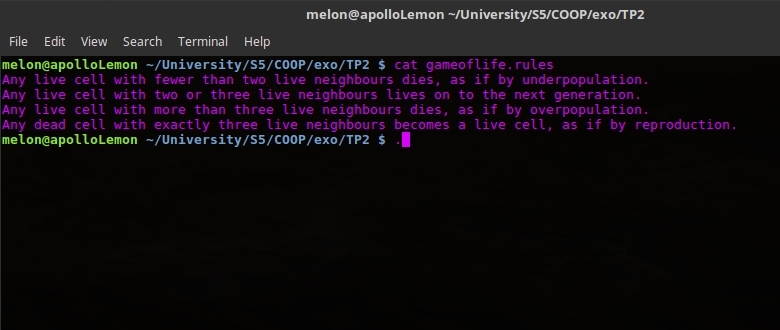 melon@apolloLemon ~/University/S5/COOP/exo/TP2
File Edit View Search Terminal Help
melon@apolloLemon ~/University/S5/COOP/exo/TP2 $ cat gameoflife.rules
Any live cell with fewer than two live neighbours dies, as if by underpopulation.
Any live cell with two or three live neighbours lives on to the next generation.
Any live cell with more than three live neighbours dies, as if by overpopulation.
Any dead cell with exactly three live neighbours becomes a live cell, as if by reproduction.
melon@apolloLemon ~/University/S5/COOP/exo/TP2 $ .